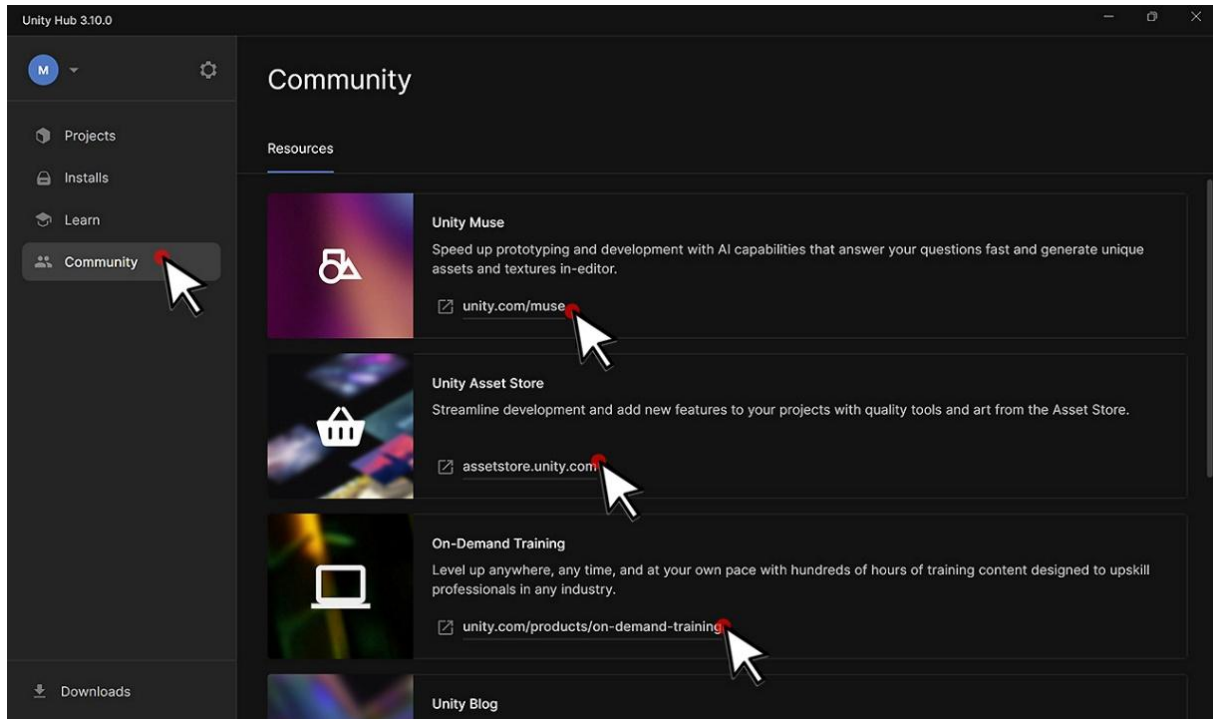 Unity Hub 3.10.0
M
Projects
Installs
Learn
Community
Downloads
Community
Resources
Unity Muse
Speed up prototyping and development with AI capabilities that answer your questions fast and generate unique
assets and textures in-editor.
unity.com/muse
Unity Asset Store
Streamline development and add new features to your projects with quality tools and art from the Asset Store.
assetstore.unity.com
On-Demand Training
Level up anywhere, any time, and at your own pace with hundreds of hours of training content designed to upskill
professionals in any industry.
unity.com/products/on-demand-training
Unity Blog